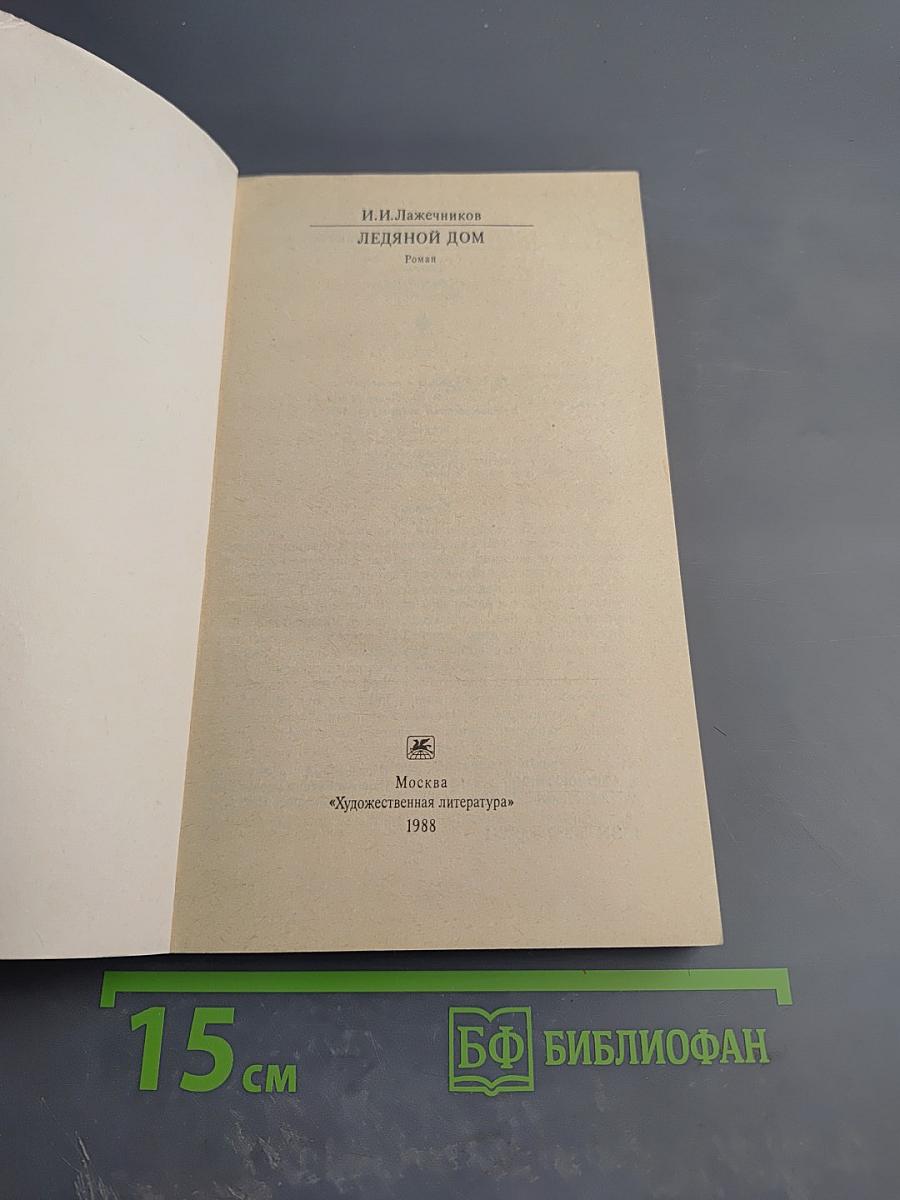 И.И.Лажечников
ЛЕДЯНОЙ ДОМ
Роман
Москва
«Художественная литература»
1988
15 см
БФ БИБЛИОФАН